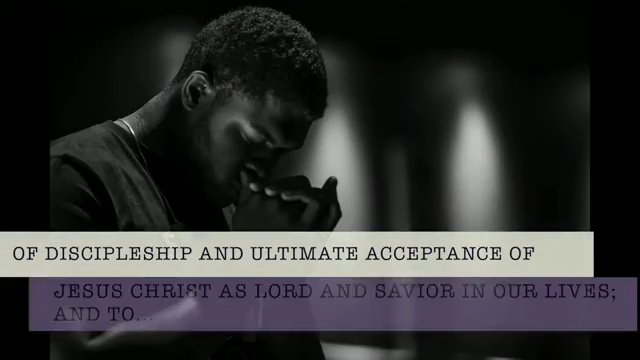 OF DISCIPLESHIP AND ULTIMATE ACCEPTANCE OF
JESUS CHRIST AS LORD AND SAVIOR IN OUR LIVES;
AND TO...